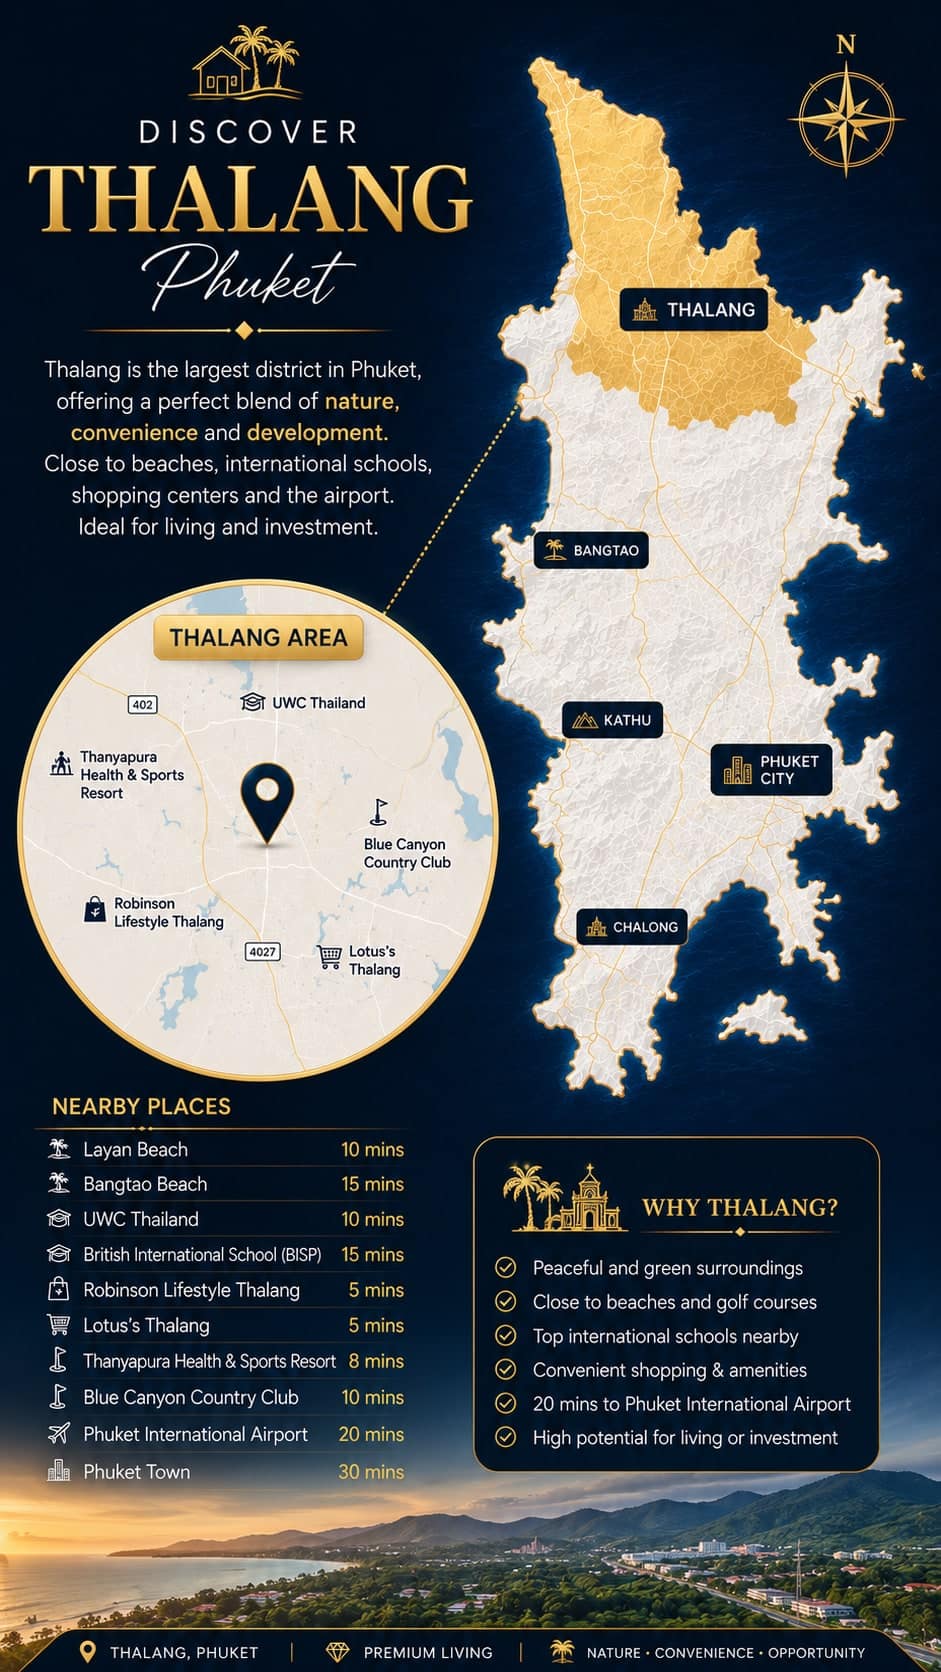 DISCOVER
THALANG
Phuket
Thalang is the largest district in Phuket,
offering a perfect blend of nature,
convenience and development.
Close to beaches, international schools,
shopping centers and the airport.
Ideal for living and investment.
N
THALANG
BANGTAO
KATHU
PHUKET
CITY
CHALONG
THALANG AREA
402
UWC Thailand
Thanyapura
Health & Sports
Resort
Blue Canyon
Country Club
Robinson
Lifestyle Thalang
4027
Lotus's
Thalang
NEARBY PLACES
Layan Beach 10 mins
Bangtao Beach 15 mins
UWC Thailand 10 mins
British International School (BISP) 15 mins
Robinson Lifestyle Thalang 5 mins
Lotus's Thalang 5 mins
Thanyapura Health & Sports Resort 8 mins
Blue Canyon Country Club 10 mins
Phuket International Airport 20 mins
Phuket Town 30 mins
WHY THALANG?
Peaceful and green surroundings
Close to beaches and golf courses
Top international schools nearby
Convenient shopping & amenities
20 mins to Phuket International Airport
High potential for living or investment
THALANG, PHUKET | PREMIUM LIVING | NATURE • CONVENIENCE • OPPORTUNITY